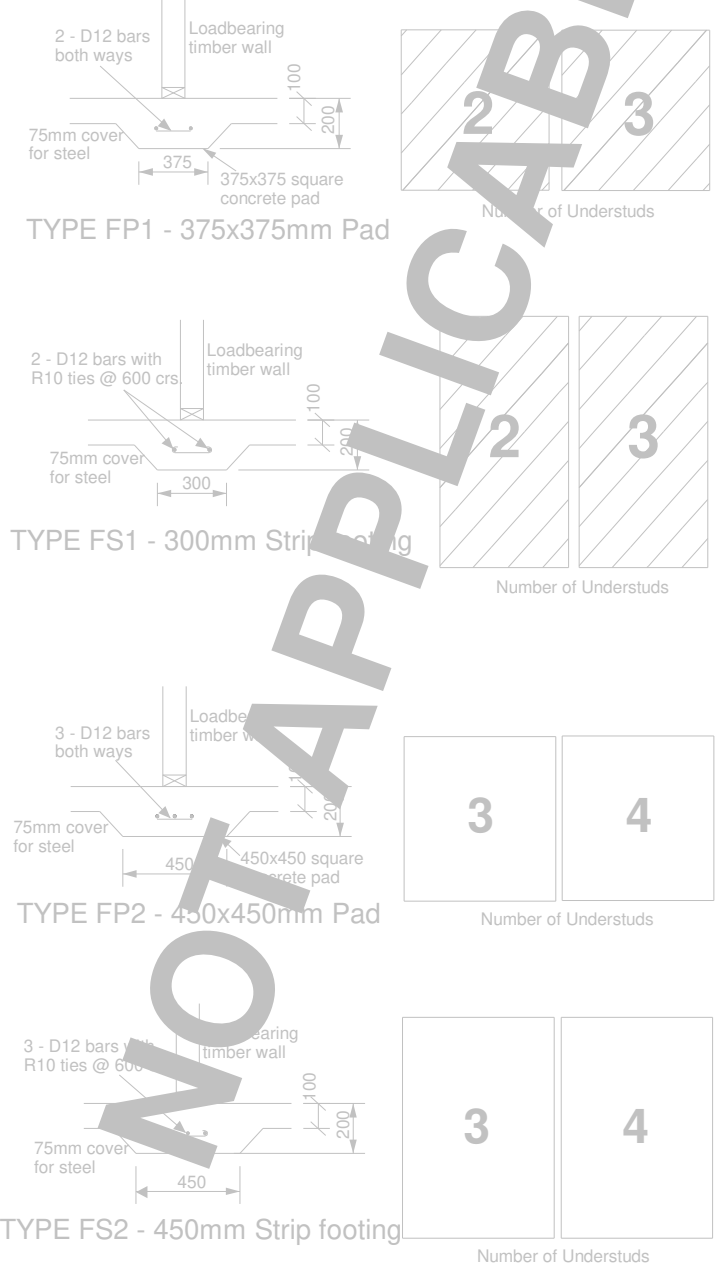 2 - D12 bars
both ways
Loadbearing
timber wall
100
200
75mm cover
for steel
375
375x375 square
concrete pad
TYPE FP1 - 375x375mm Pad
2
3
of Understuds
2 - D12 bars with
R10 ties @ 600 crs.
Loadbearing
timber wall
100
200
75mm cover
for steel
300
TYPE FS1 - 300mm Strip
2
3
Number of Understuds
3 - D12 bars
both ways
timber
75mm cover
for steel
450
450x450 square
pad
TYPE FP2 - 450x450mm Pad
3
4
Number of Understuds
3 - D12 bars
R10 ties @
timber wall
100
200
75mm cover
for steel
450
TYPE FS2 - 450mm Strip footing
3
4
Number of Understuds
NOT